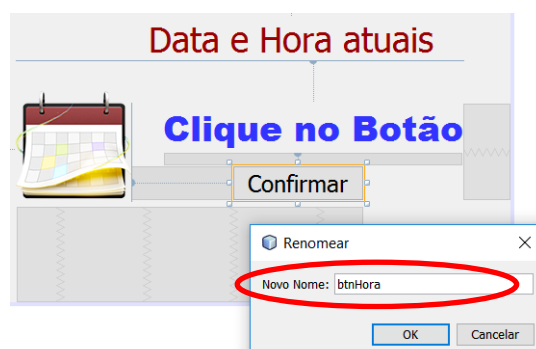 Data e Hora atuais
Clique no Botão
Confirmar
Renomear
Novo Nome: btnHora
OK Cancelar